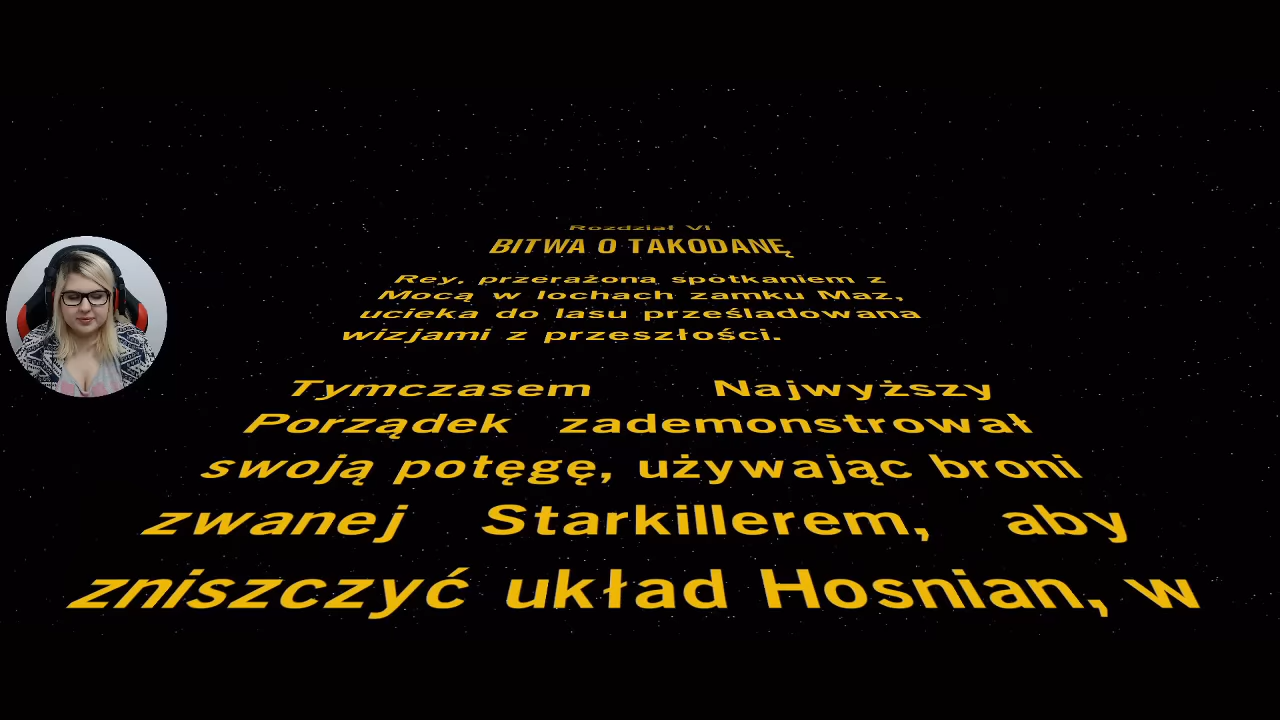 Rozdział VI
BITWA O TAKODANĘ
Rey, przerażona spotkaniem z
Mocą w lochach zamku Maz,
ucieka do lasu prześladowana
wizjami z przeszłości.
Tymczasem Najwyższy
Porządek zademonstrował
swoją potęgę, używając broni
zwanej Starkillerem, aby
zniszczyć układ Hosnian, w